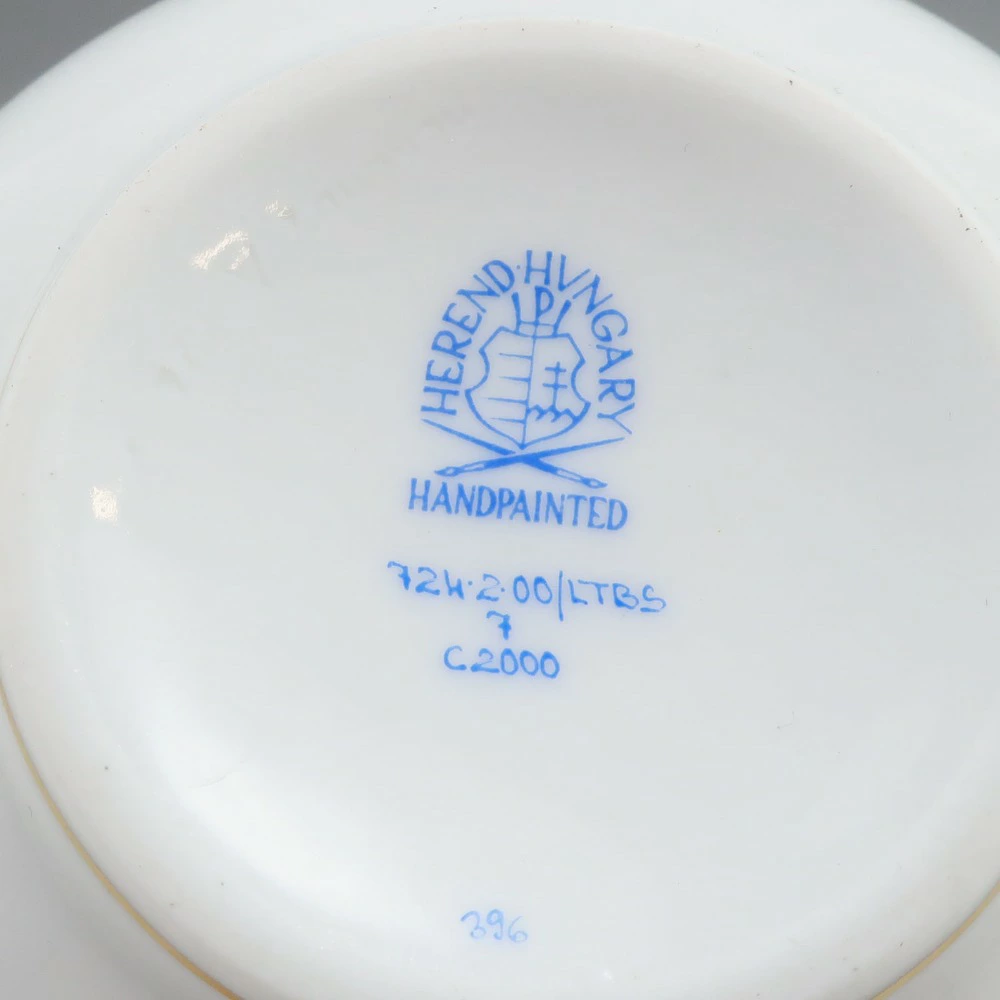 HEREND·HVNGARY
P
HANDPAINTED
724·2·00/LTBS
7
C2000
396